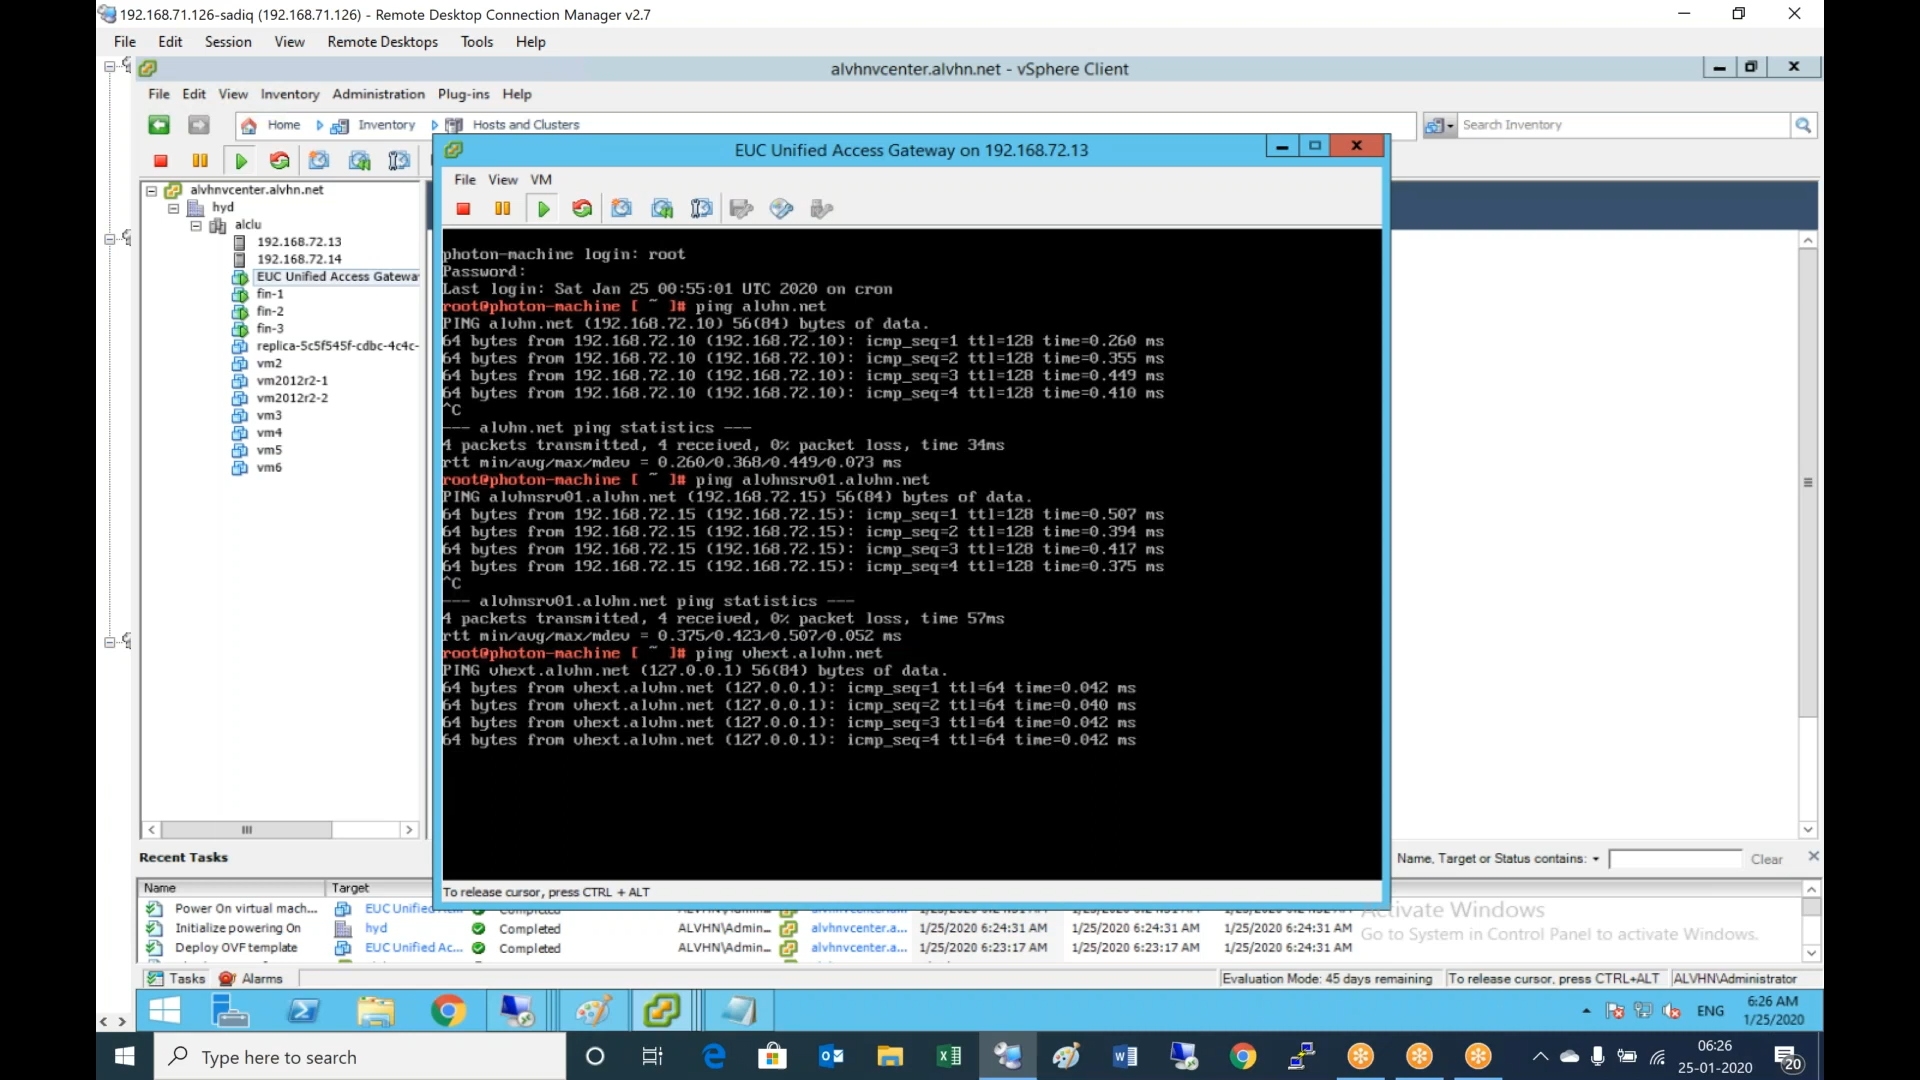 192.168.71.126-sadiq (192.168.71.126) - Remote Desktop Connection Manager v2.7
File Edit Session View Remote Desktops Tools Help
alvhnvcenter.alvhn.net - vSphere Client
File Edit View Inventory Administration Plug-ins Help
Home Inventory Hosts and Clusters
Search Inventory
alvhnvcenter.alvhn.net
hyd
alclu
192.168.72.13
192.168.72.14
EUC Unified Access Gatewa
fin-1
fin-2
fin-3
replica-5c5f545f-cdbc-4c4c-
vm2
vm2012r2-1
vm2012r2-2
vm3
vm4
vm5
vm6
EUC Unified Access Gateway on 192.168.72.13
File View VM
photon-machine login: root
Password:
Last login: Sat Jan 25 00:55:01 UTC 2020 on cron
root@photon-machine [ ~ ]# ping alvhn.net
PING alvhn.net (192.168.72.10) 56(84) bytes of data.
64 bytes from 192.168.72.10 (192.168.72.10): icmp_seq=1 ttl=128 time=0.260 ms
64 bytes from 192.168.72.10 (192.168.72.10): icmp_seq=2 ttl=128 time=0.355 ms
64 bytes from 192.168.72.10 (192.168.72.10): icmp_seq=3 ttl=128 time=0.449 ms
64 bytes from 192.168.72.10 (192.168.72.10): icmp_seq=4 ttl=128 time=0.410 ms
^C
--- alvhn.net ping statistics ---
4 packets transmitted, 4 received, 0% packet loss, time 34ms
rtt min/avg/max/mdev = 0.260/0.368/0.449/0.073 ms
root@photon-machine [ ~ ]# ping alvhnsrv01.alvhn.net
PING alvhnsrv01.alvhn.net (192.168.72.15) 56(84) bytes of data.
64 bytes from 192.168.72.15 (192.168.72.15): icmp_seq=1 ttl=128 time=0.507 ms
64 bytes from 192.168.72.15 (192.168.72.15): icmp_seq=2 ttl=128 time=0.394 ms
64 bytes from 192.168.72.15 (192.168.72.15): icmp_seq=3 ttl=128 time=0.417 ms
64 bytes from 192.168.72.15 (192.168.72.15): icmp_seq=4 ttl=128 time=0.375 ms
^C
--- alvhnsrv01.alvhn.net ping statistics ---
4 packets transmitted, 4 received, 0% packet loss, time 57ms
rtt min/avg/max/mdev = 0.375/0.423/0.507/0.052 ms
root@photon-machine [ ~ ]# ping vhext.alvhn.net
PING vhext.alvhn.net (127.0.0.1) 56(84) bytes of data.
64 bytes from vhext.alvhn.net (127.0.0.1): icmp_seq=1 ttl=64 time=0.042 ms
64 bytes from vhext.alvhn.net (127.0.0.1): icmp_seq=2 ttl=64 time=0.040 ms
64 bytes from vhext.alvhn.net (127.0.0.1): icmp_seq=3 ttl=64 time=0.042 ms
64 bytes from vhext.alvhn.net (127.0.0.1): icmp_seq=4 ttl=64 time=0.042 ms
To release cursor, press CTRL + ALT
Recent Tasks
Name, Target or Status contains: Clear
Name Target
Power On virtual mach... EUC Unified Completed
Initialize powering On hyd Completed ALVHN\Admin... alvhnvcenter.a... 1/25/2020 6:24:31 AM 1/25/2020 6:24:31 AM 1/25/2020 6:24:31 AM
Deploy OVF template EUC Unified Ac... Completed ALVHN\Admin... alvhnvcenter.a... 1/25/2020 6:23:17 AM 1/25/2020 6:23:17 AM 1/25/2020 6:24:31 AM
Activate Windows
Go to System in Control Panel to activate Windows.
Tasks Alarms
Evaluation Mode: 45 days remaining To release cursor, press CTRL+ALT ALVHN\Administrator
ENG 6:26 AM
1/25/2020
Type here to search
06:26
25-01-2020
20